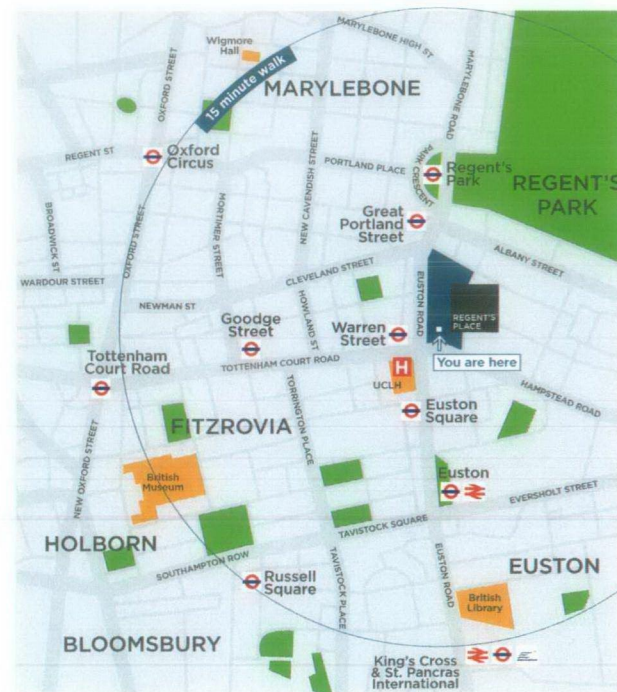 Wigmore
Hall
MARYLEBONE HIGH ST
OXFORD STREET
15 minute walk
MARYLEBONE
MARYLEBONE ROAD
REGENT ST
Oxford
Circus
PORTLAND PLACE
PARK CRESCENT
Regent's
Park
REGENT'S
PARK
NEW CAVENDISH STREET
MORTIMER STREET
BROADWICK ST
OXFORD STREET
Great
Portland
Street
ALBANY STREET
WARDOUR STREET
CLEVELAND STREET
EUSTON ROAD
NEWMAN ST
HOWLAND ST
Goodge
Street
Warren
Street
REGENT'S
PLACE
You are here
Tottenham
Court Road
TOTTENHAM COURT ROAD
H
UCLH
HAMPSTEAD ROAD
Euston
Square
TORRINGTON PLACE
FITZROVIA
NEW OXFORD STREET
British
Museum
Euston
EVERSHOLT STREET
TAVISTOCK SQUARE
HOLBORN
SOUTHAMPTON ROW
EUSTON
Russell
Square
TAVISTOCK PLACE
EUSTON ROAD
British
Library
BLOOMSBURY
King's Cross
& St. Pancras
International